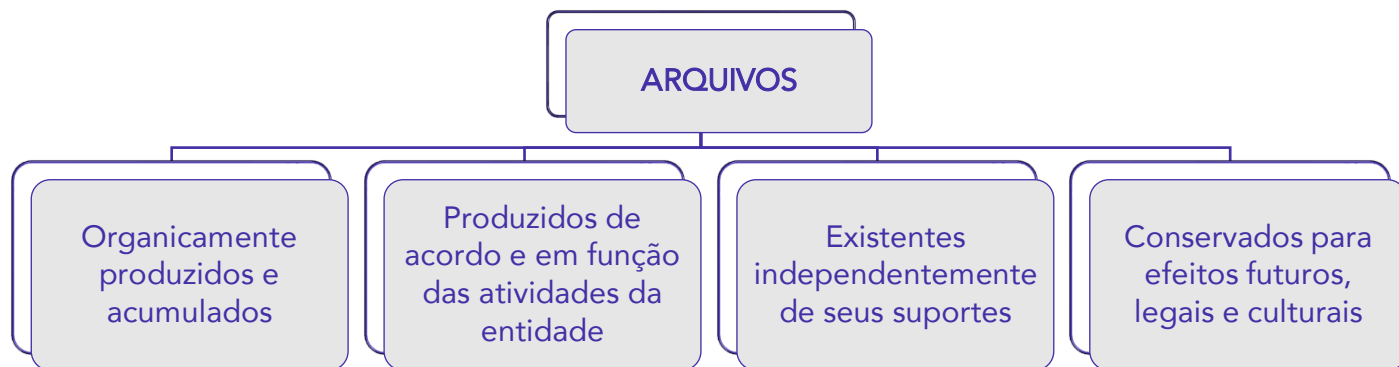 ARQUIVOS
Organicamente
produzidos e
acumulados
Produzidos de
acordo e em função
das atividades da
entidade
Existentes
independentemente
de seus suportes
Conservados para
efeitos futuros,
legais e culturais